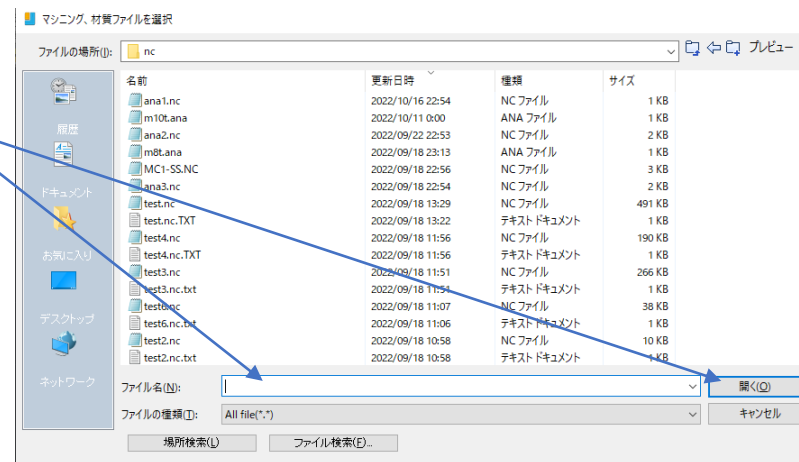 マシニング、材質ファイルを選択
ファイルの場所(I): nc プレビュー
名前 更新日時 種類 サイズ
ana1.nc 2022/10/16 22:54 NC ファイル 1 KB
m10t.ana 2022/10/11 0:00 ANA ファイル 1 KB
ana2.nc 2022/09/22 22:53 NC ファイル 2 KB
m8t.ana 2022/09/18 23:13 ANA ファイル 1 KB
MC1-SS.NC 2022/09/18 22:56 NC ファイル 3 KB
ana3.nc 2022/09/18 22:54 NC ファイル 2 KB
test.nc 2022/09/18 13:29 NC ファイル 491 KB
test.nc.TXT 2022/09/18 13:22 テキスト ドキュメント 1 KB
test4.nc 2022/09/18 11:56 NC ファイル 190 KB
test4.nc.TXT 2022/09/18 11:56 テキスト ドキュメント 1 KB
test3.nc 2022/09/18 11:51 NC ファイル 266 KB
test3.nc.txt 2022/09/18 11:51 テキスト ドキュメント 1 KB
test6.nc 2022/09/18 11:07 NC ファイル 38 KB
test6.nc.txt 2022/09/18 11:06 テキスト ドキュメント 1 KB
test2.nc 2022/09/18 10:58 NC ファイル 10 KB
test2.nc.txt 2022/09/18 10:58 テキスト ドキュメント 1 KB
履歴
ドキュメント
お気に入り
デスクトップ
ネットワーク
ファイル名(N): 開く(O)
ファイルの種類(T): All file(*.*) キャンセル
場所検索(L) ファイル検索(F)...